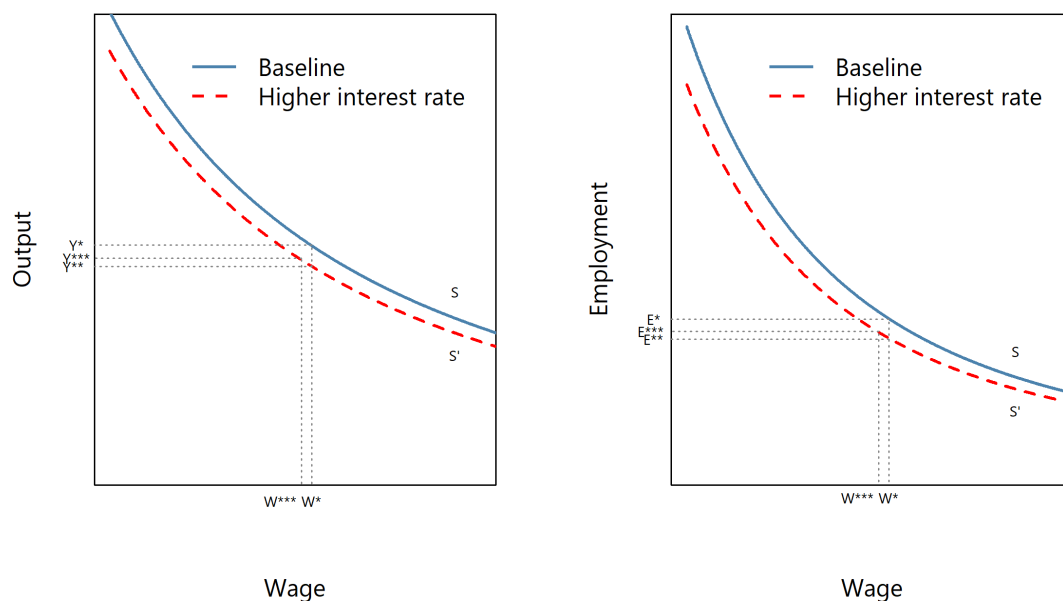 Baseline
Higher interest rate
Output
Y*
Y***
Y**
S
S'
W*** W*
Wage
Baseline
Higher interest rate
Employment
E*
E***
E**
S
S'
W*** W*
Wage